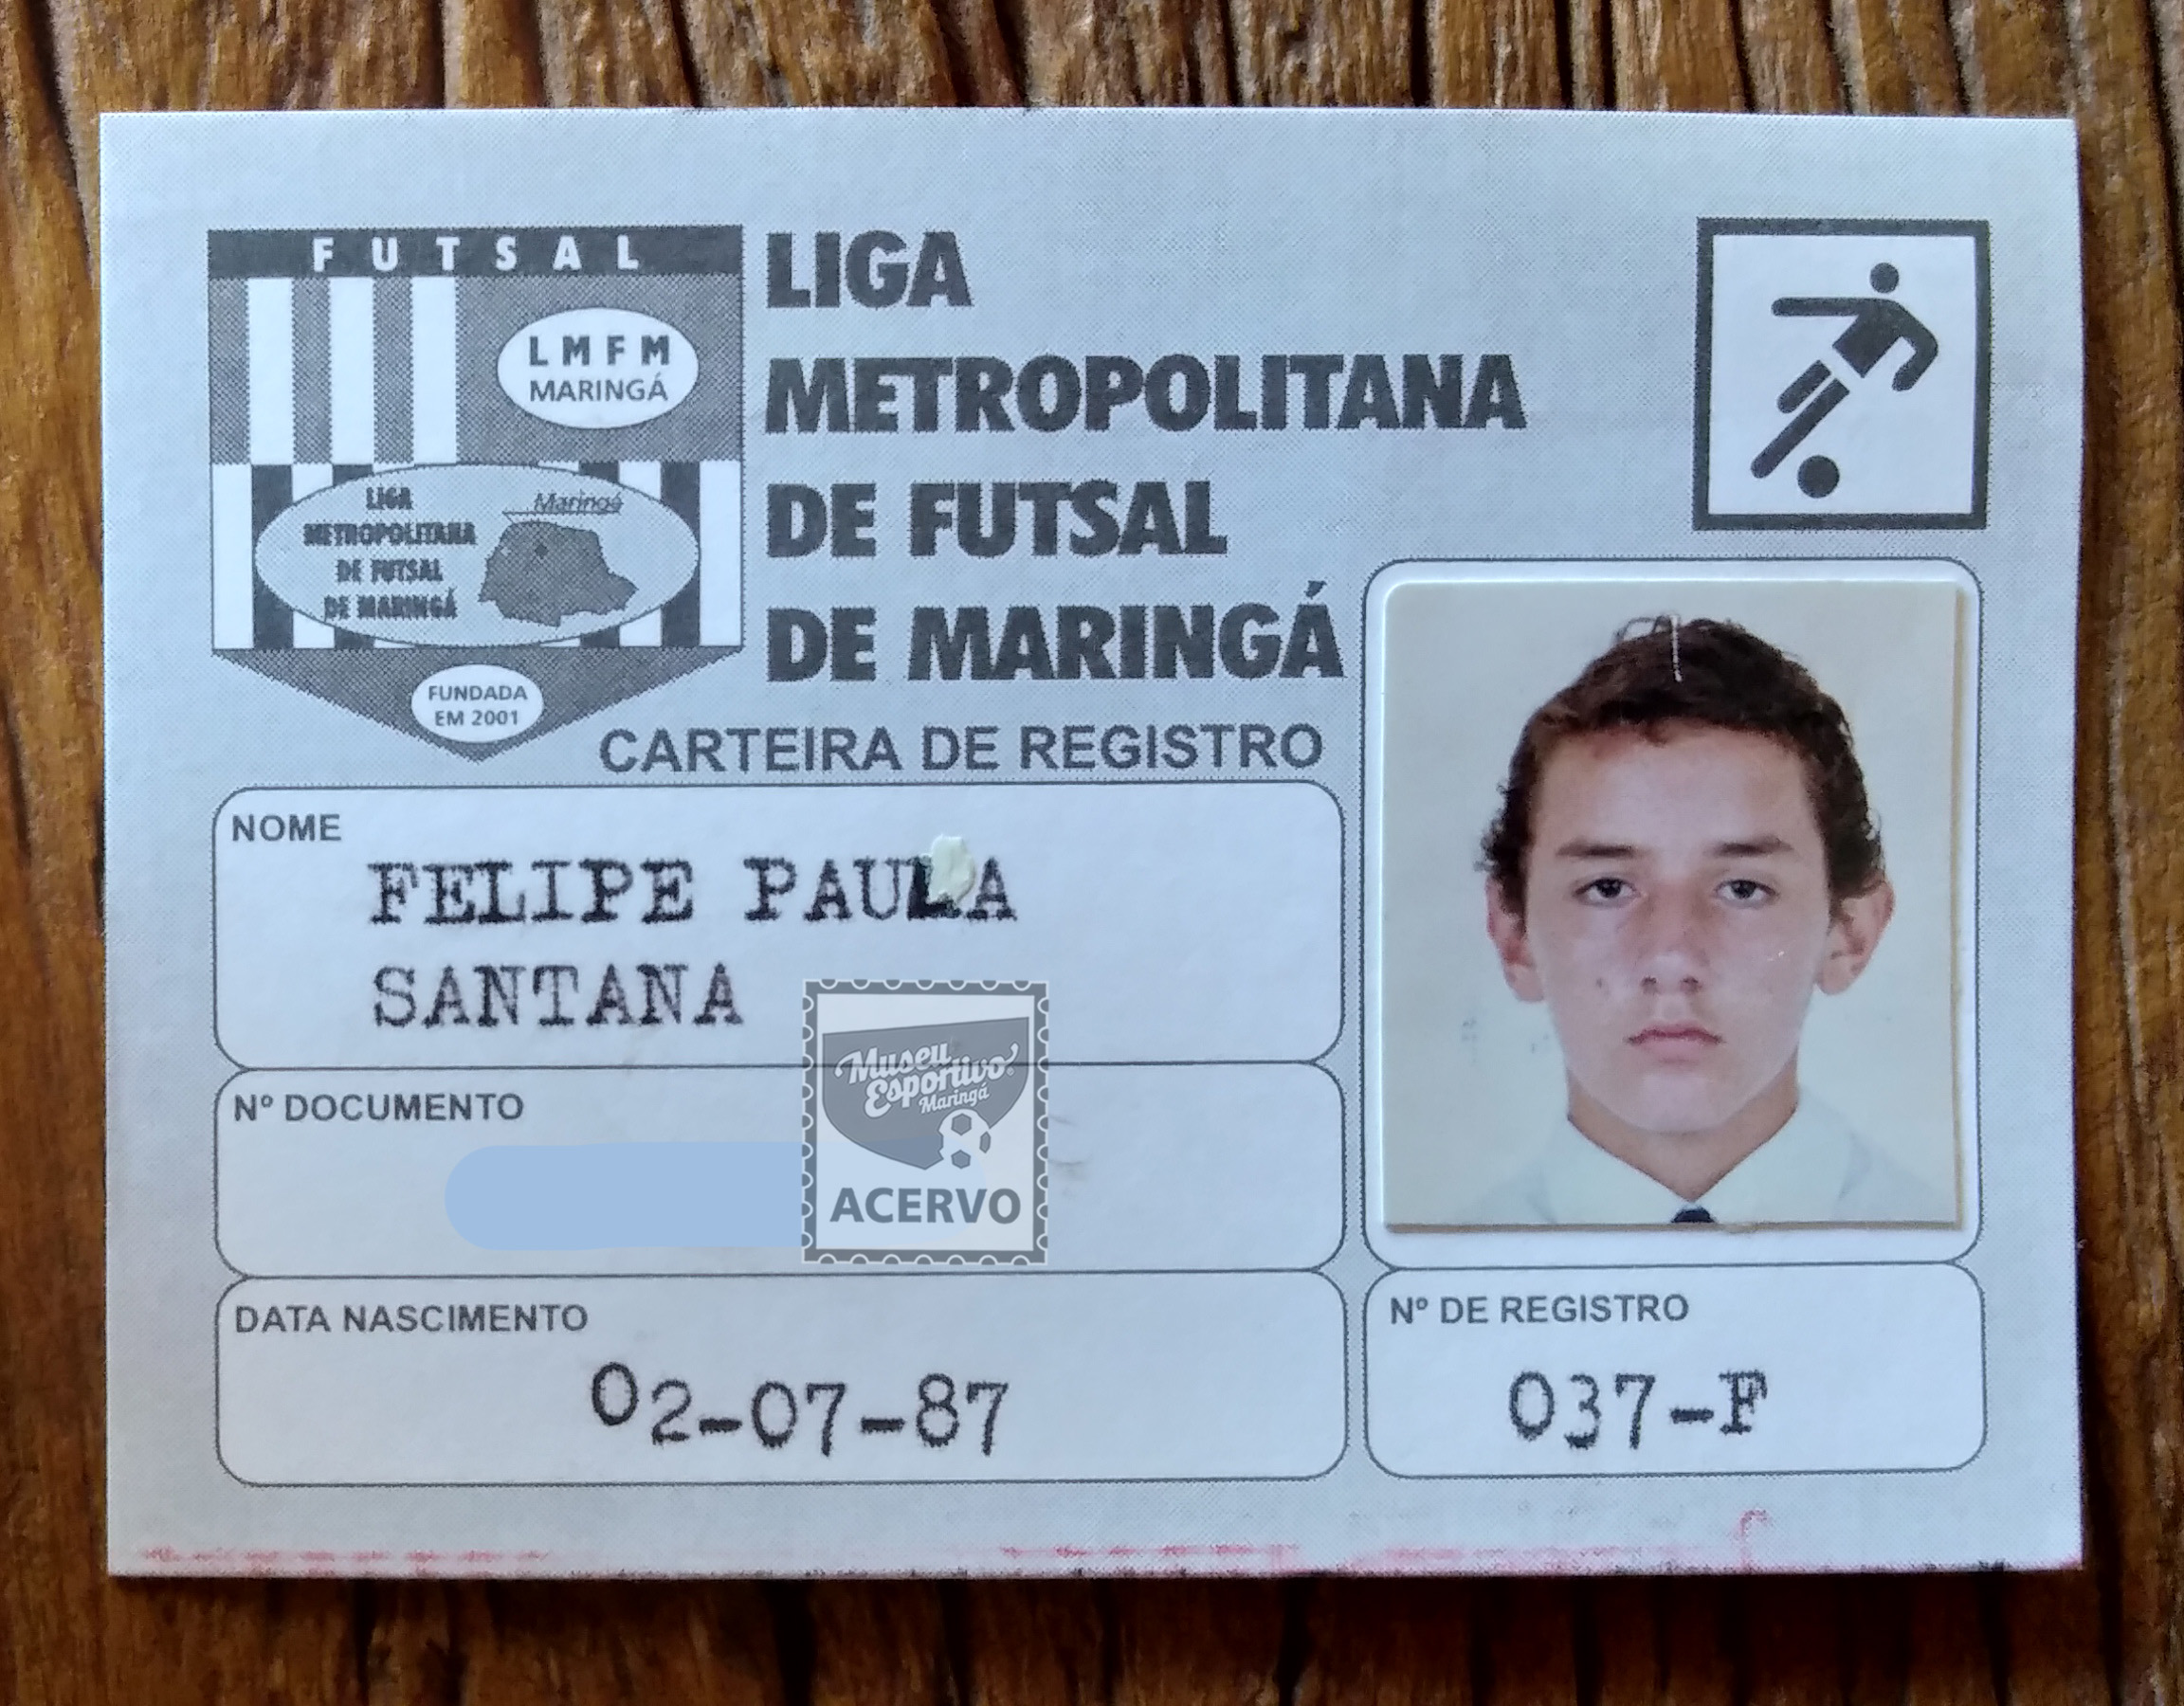 FUTSAL
LMFM
MARINGÁ
LIGA
METROPOLITANA
DE FUTSAL
DE MARINGÁ
Maringá
FUNDADA
EM 2001
LIGA
METROPOLITANA
DE FUTSAL
DE MARINGÁ
CARTEIRA DE REGISTRO
NOME
FELIPE PAULA
SANTANA
Nº DOCUMENTO
Museu
Esportivo
Maringá
ACERVO
DATA NASCIMENTO
02-07-87
Nº DE REGISTRO
037-F